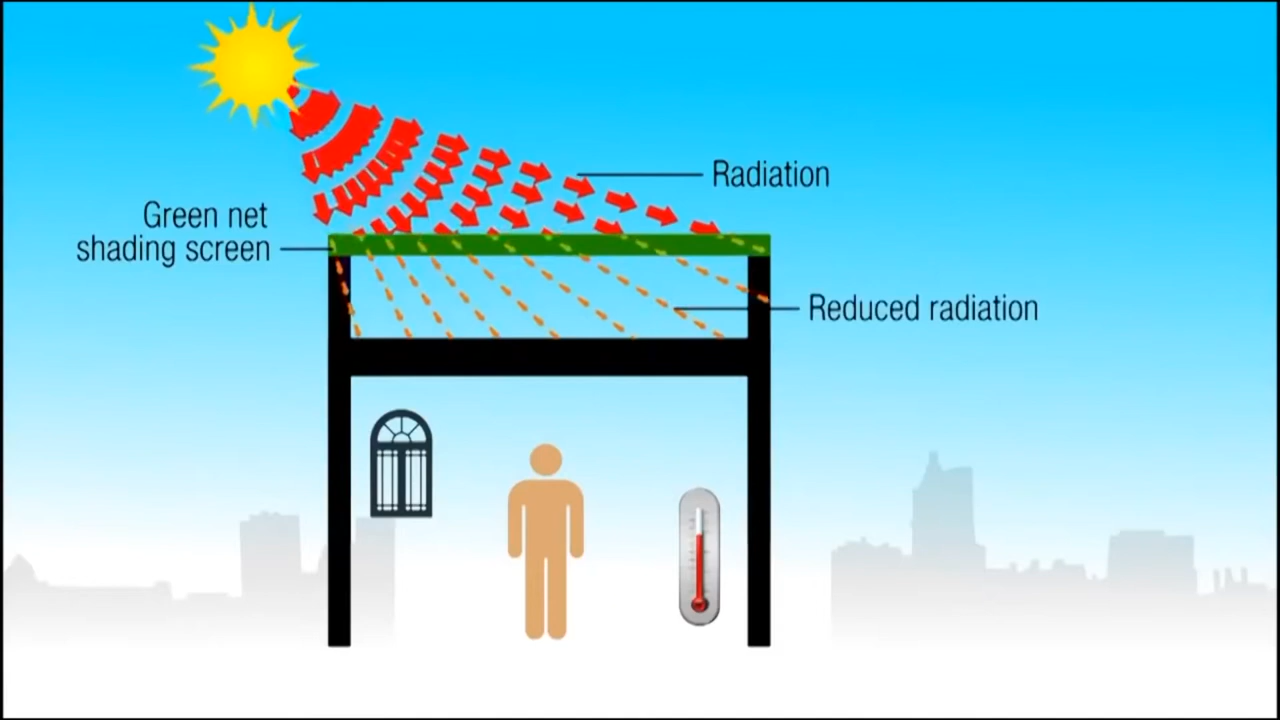 Radiation
Green net
shading screen
Reduced radiation